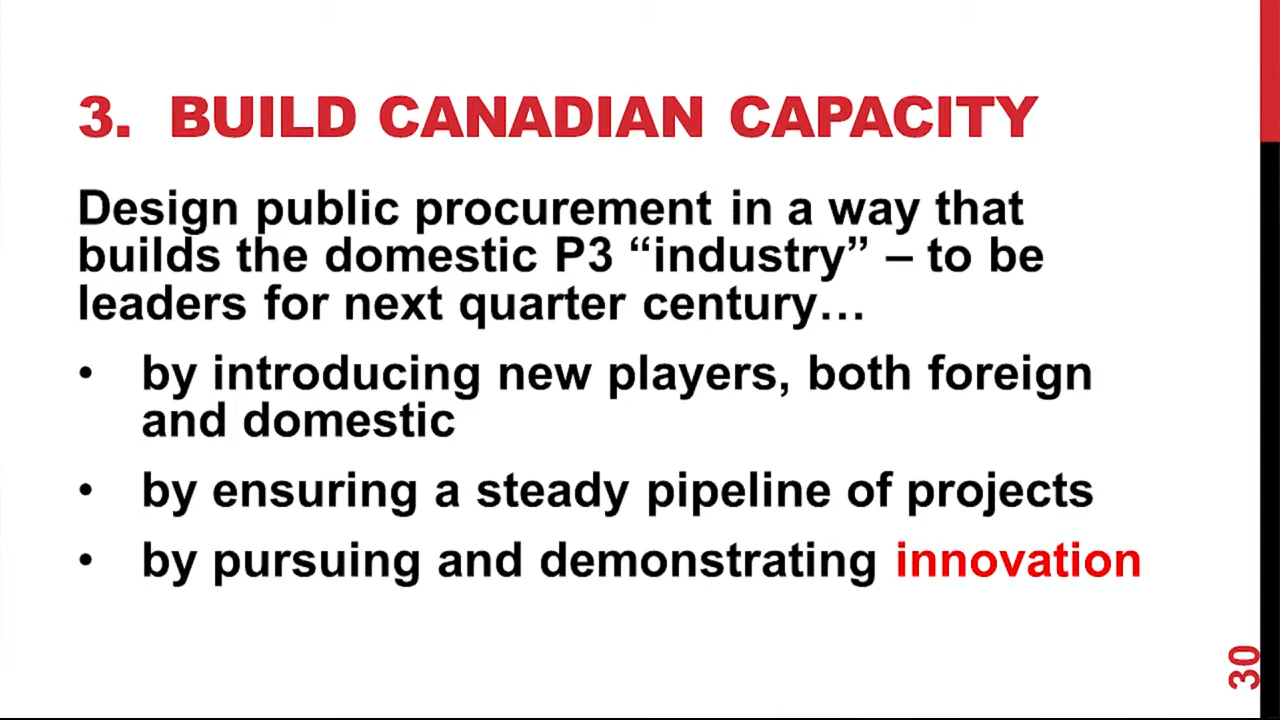 3. BUILD CANADIAN CAPACITY
Design public procurement in a way that
builds the domestic P3 “industry” – to be
leaders for next quarter century…
• by introducing new players, both foreign
and domestic
• by ensuring a steady pipeline of projects
• by pursuing and demonstrating innovation
30